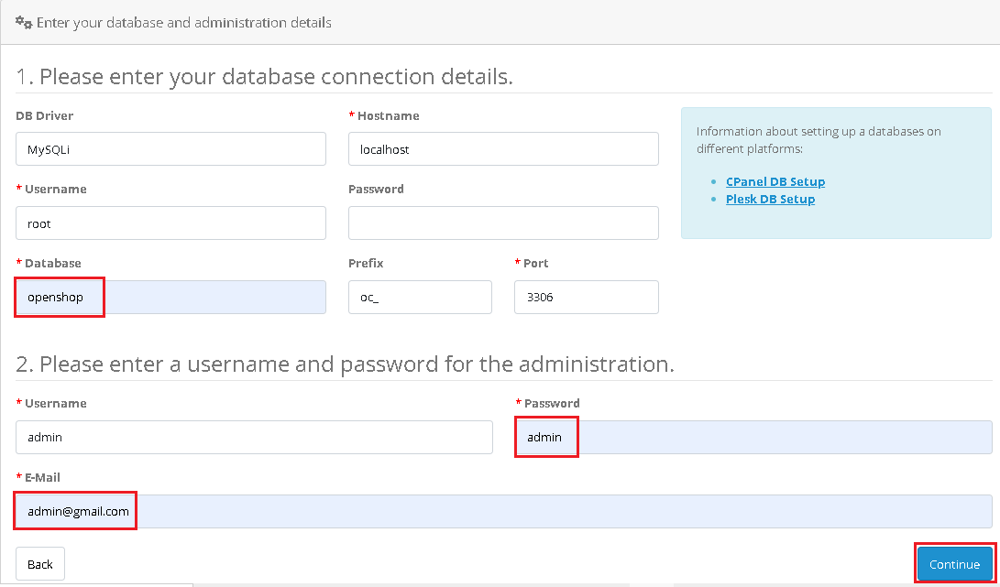 Enter your database and administration details
1. Please enter your database connection details.
DB Driver
* Hostname
MySQLi
localhost
Information about setting up a databases on
different platforms:
CPanel DB Setup
Plesk DB Setup
* Username
Password
root
* Database
Prefix
* Port
openshop
oc_
3306
2. Please enter a username and password for the administration.
* Username
* Password
admin
admin
* E-Mail
admin@gmail.com
Back
Continue